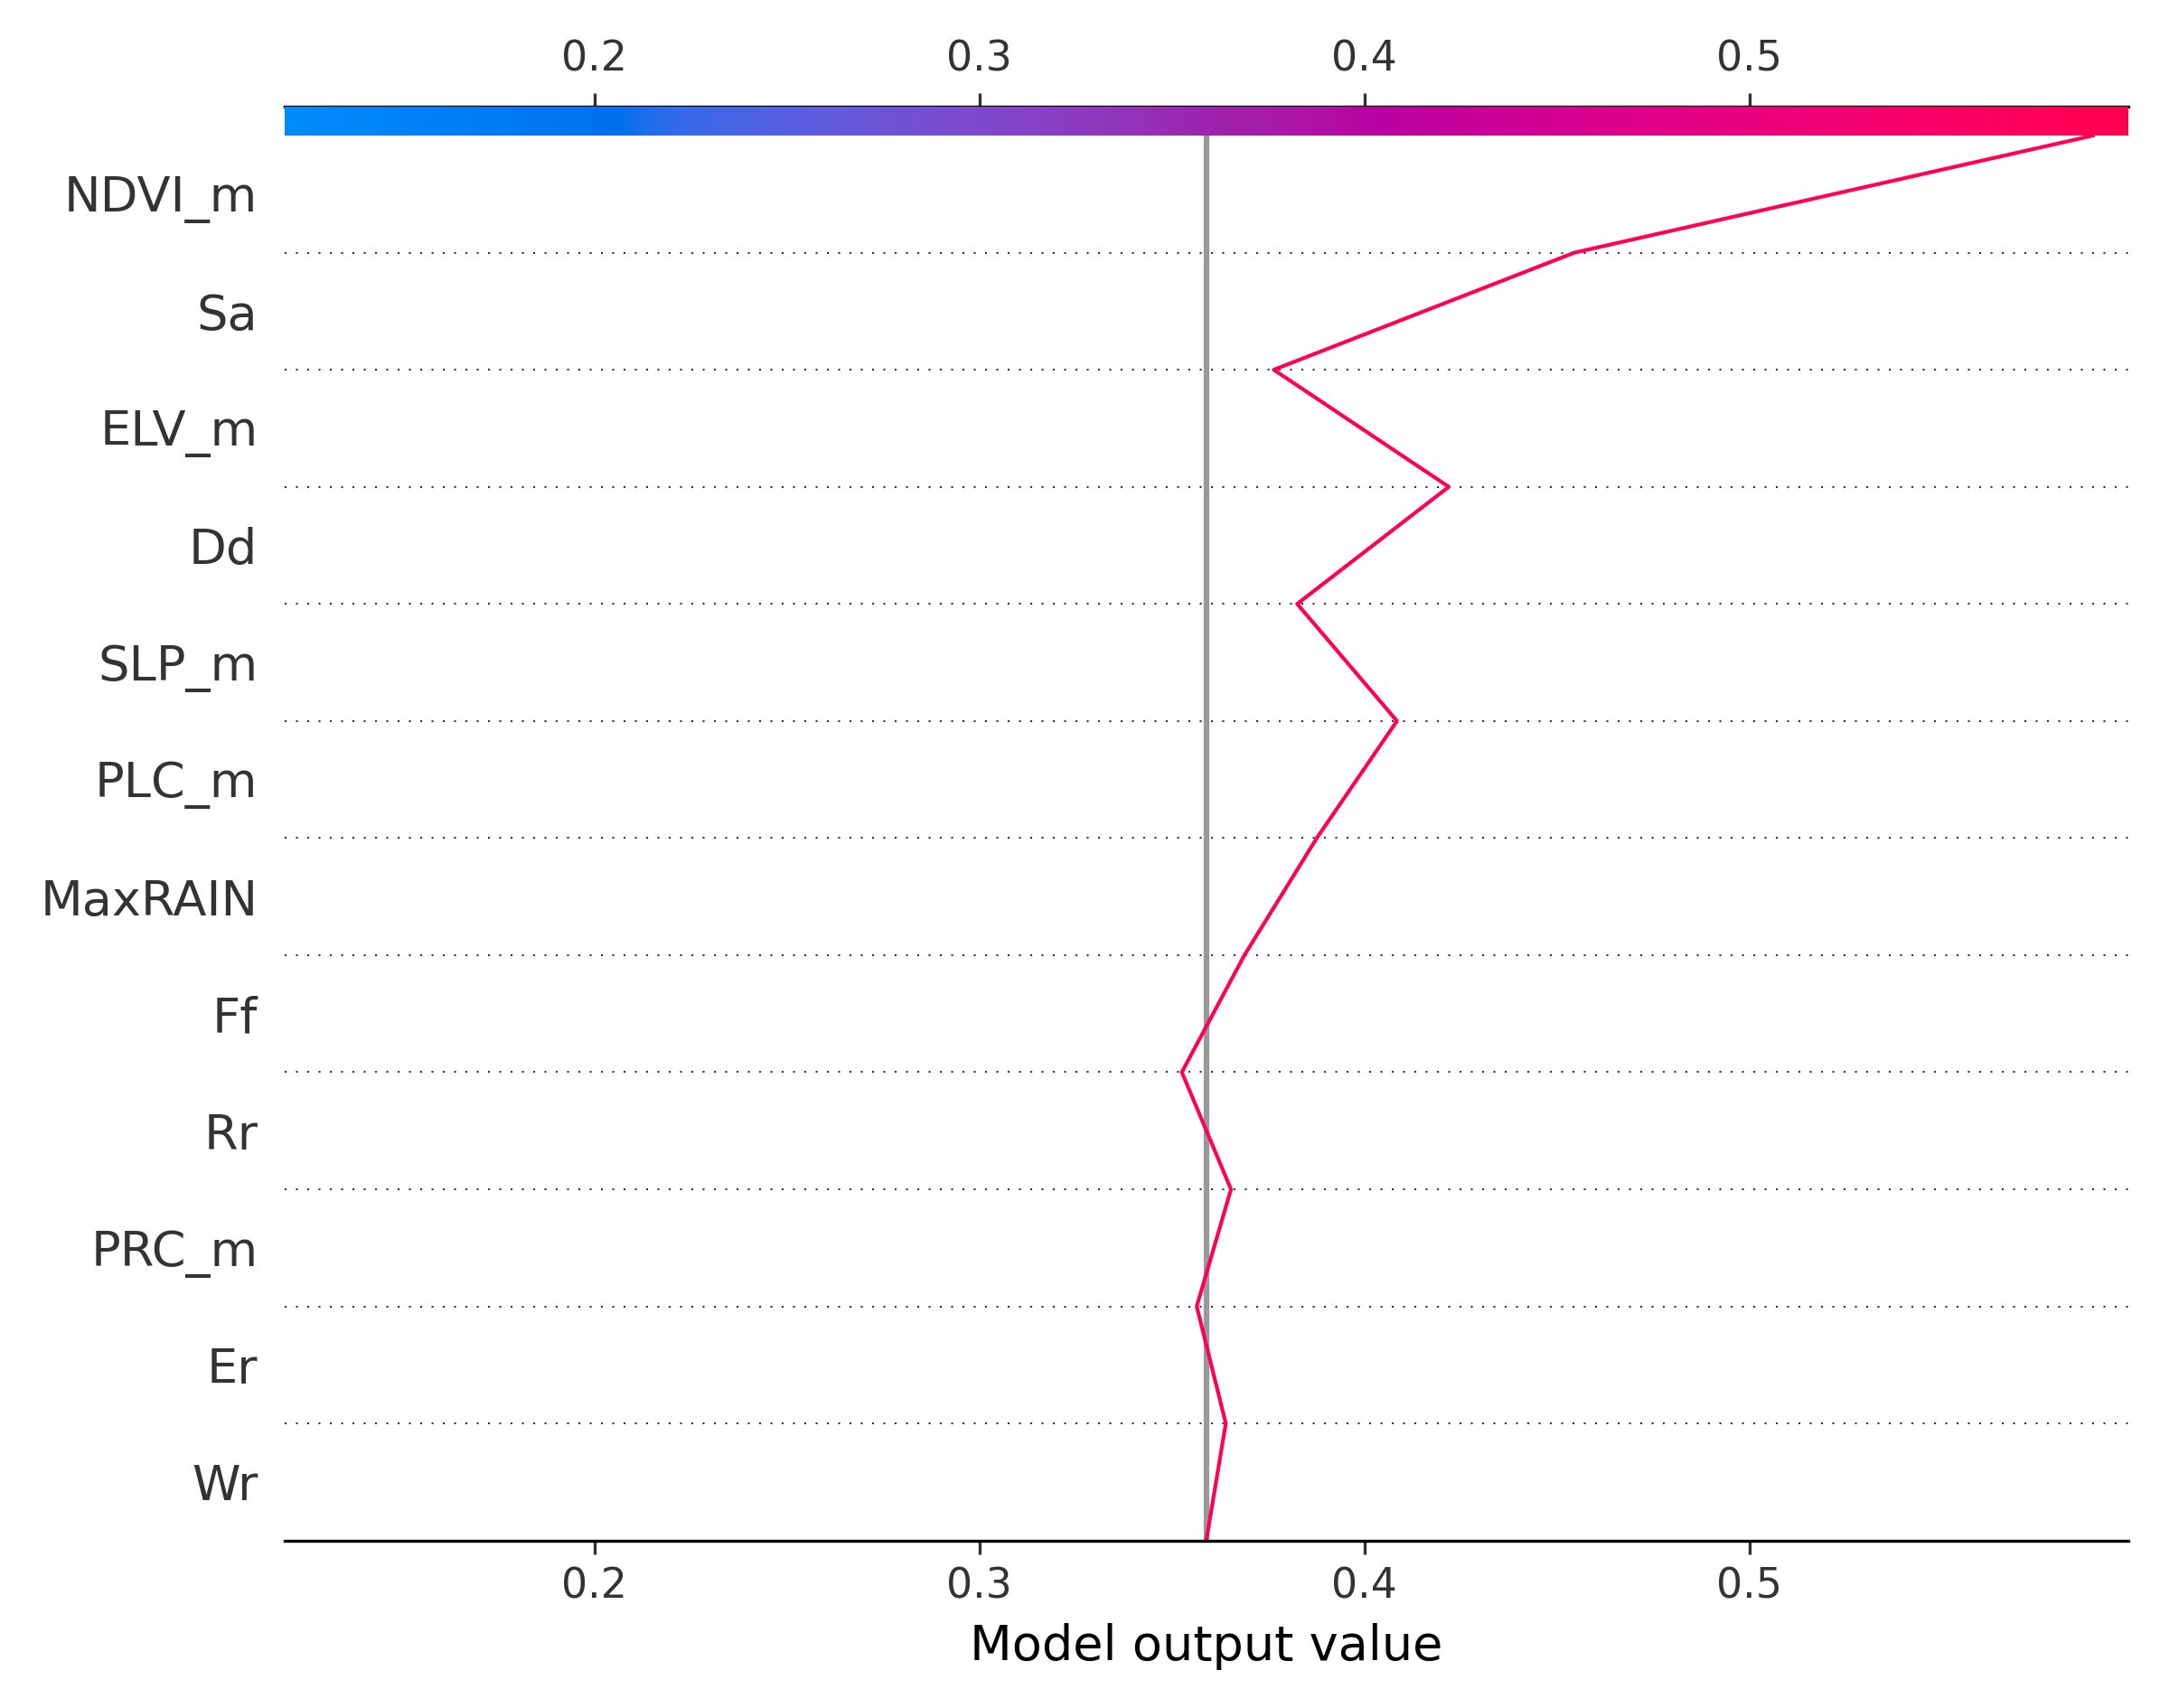 0.2 0.3 0.4 0.5
NDVI_m
Sa
ELV_m
Dd
SLP_m
PLC_m
MaxRAIN
Ff
Rr
PRC_m
Er
Wr
0.2 0.3 0.4 0.5
Model output value